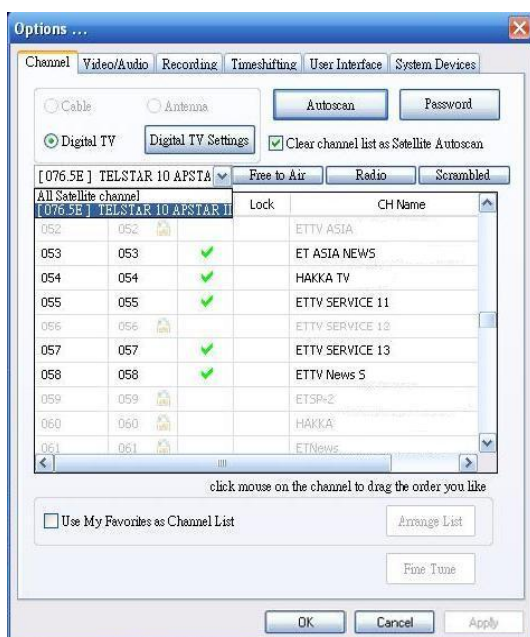 Options ...
Channel Video/Audio Recording Timeshifting User Interface System Devices
Cable Antenna Autoscan Password
Digital TV Digital TV Settings Clear channel list as Satellite Autoscan
[076.5E ] TELSTAR 10 APSTA Free to Air Radio Scrambled
All Satellite channel
[076.5E ] TELSTAR 10 APSTAR II
Lock CH Name
052 052 ETTV ASIA
053 053 ET ASIA NEWS
054 054 HAKKA TV
055 055 ETTV SERVICE 11
056 056 ETTV SERVICE 12
057 057 ETTV SERVICE 13
058 058 ETTV News S
059 059 ETSP-2
060 060 HAKKA
061 061 ETNews
click mouse on the channel to drag the order you like
Use My Favorites as Channel List Arrange List
Fine Tune
OK Cancel Apply